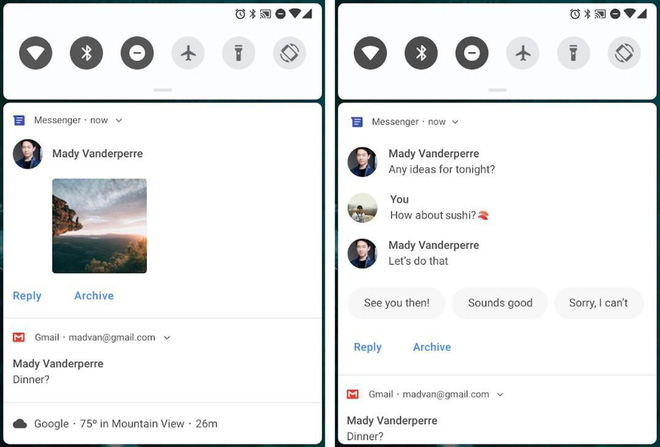 Messenger · now
Mady Vanderperre
Reply Archive
Gmail · madvan@gmail.com
Mady Vanderperre
Dinner?
Google · 75º in Mountain View · 26m
Messenger · now
Mady Vanderperre
Any ideas for tonight?
You
How about sushi?🍣
Mady Vanderperre
Let's do that
See you then! Sounds good Sorry, I can't
Reply Archive
Gmail · madvan@gmail.com
Mady Vanderperre
Dinner?